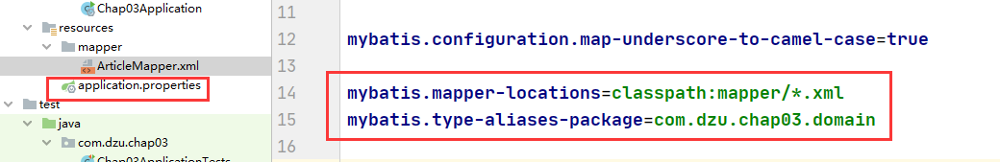 Chap03Application
resources
mapper
ArticleMapper.xml
application.properties
test
java
com.dzu.chap03
Chap03ApplicationTests
11
12 mybatis.configuration.map-underscore-to-camel-case=true
13
14 mybatis.mapper-locations=classpath:mapper/*.xml
15 mybatis.type-aliases-package=com.dzu.chap03.domain
16